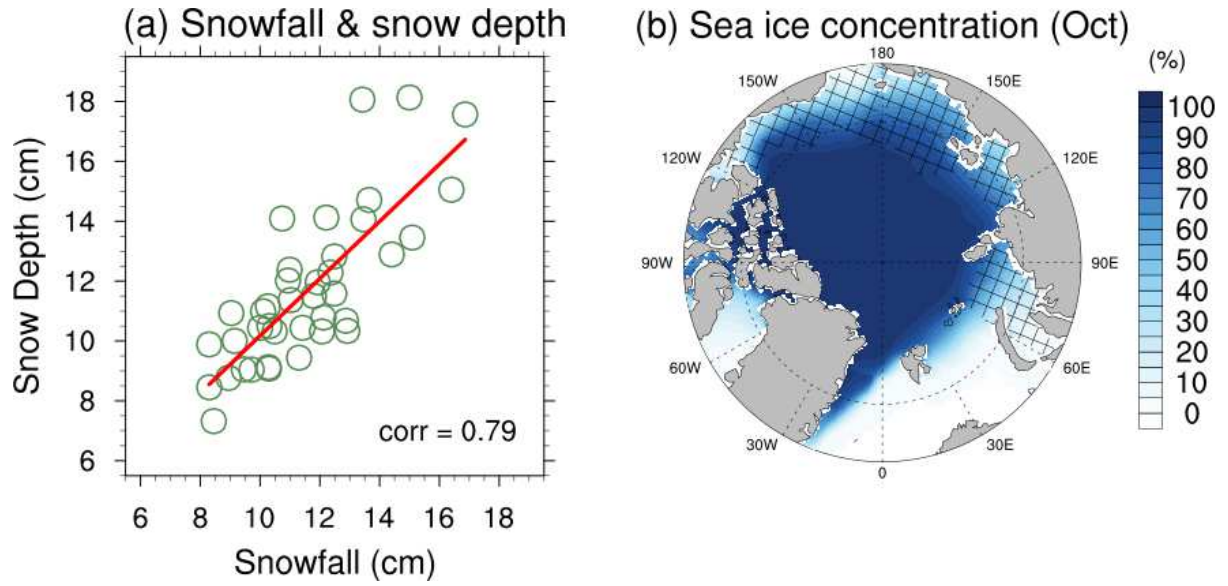 (a) Snowfall & snow depth
18
16
14
12
10
8
6
Snow Depth (cm)
corr = 0.79
6 8 10 12 14 16 18
Snowfall (cm)
(b) Sea ice concentration (Oct)
180
150W 150E
120W 120E
90W 90E
60W 60E
30W 30E
0
(%)
100
90
80
70
60
50
40
30
20
10
0